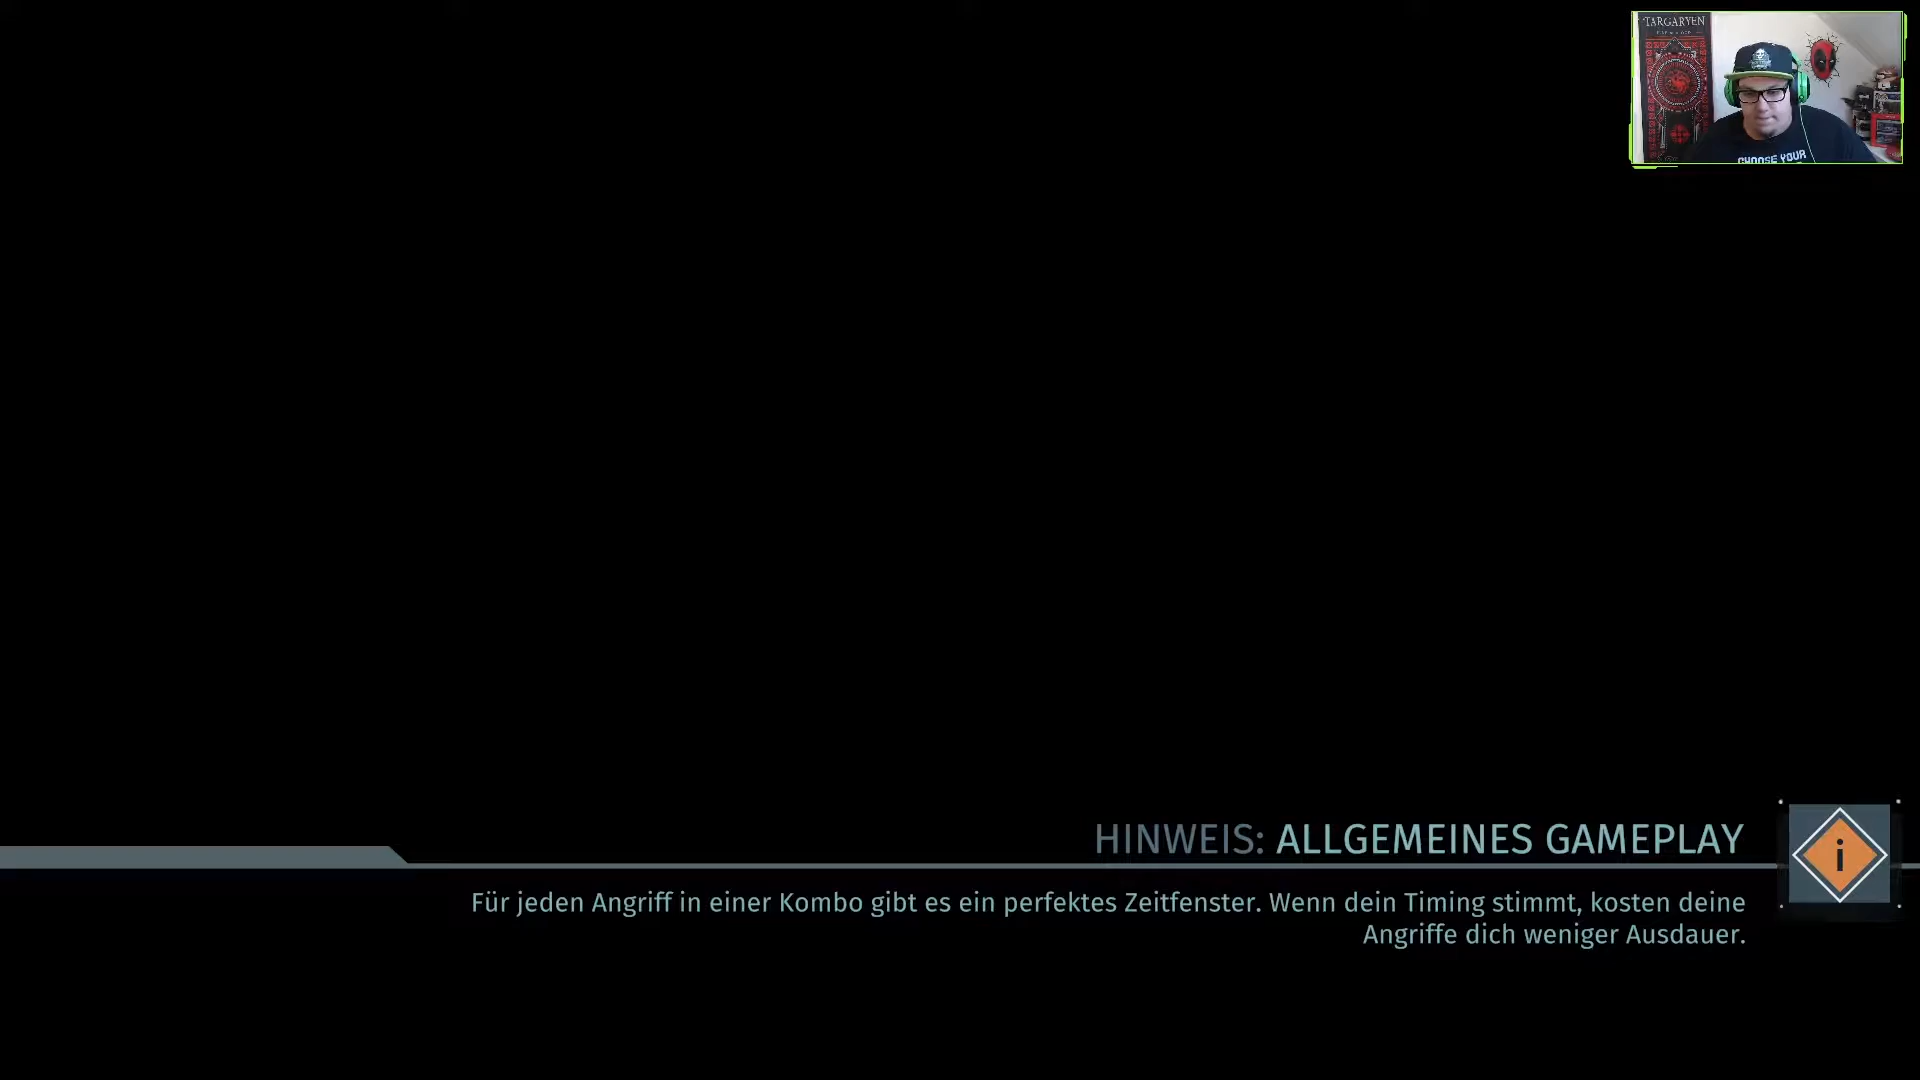 TARGARYEN
CHOOSE YOUR
HINWEIS: ALLGEMEINES GAMEPLAY
i
Für jeden Angriff in einer Kombo gibt es ein perfektes Zeitfenster. Wenn dein Timing stimmt, kosten deine
Angriffe dich weniger Ausdauer.